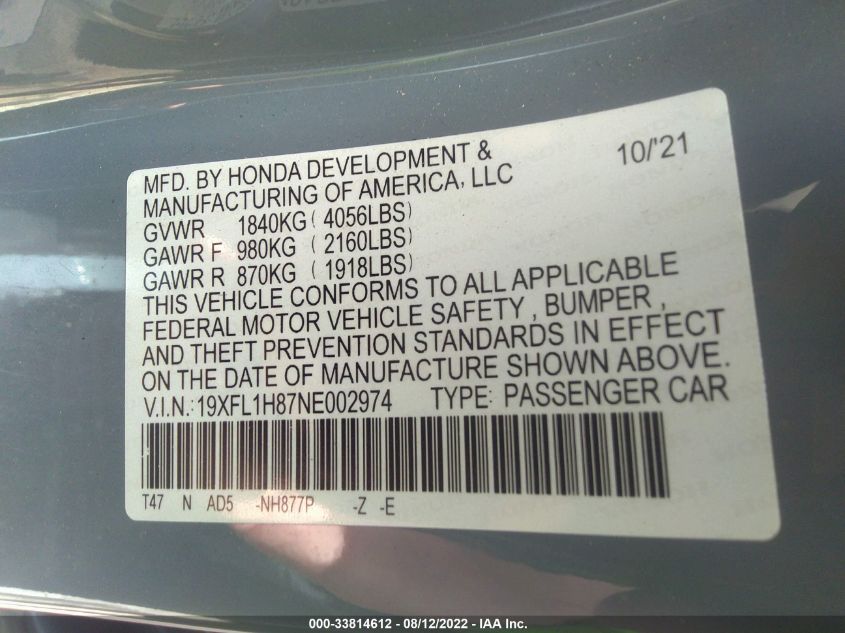 MFD. BY HONDA DEVELOPMENT & 10/'21
MANUFACTURING OF AMERICA, LLC
GVWR 1840KG ( 4056LBS)
GAWR F 980KG ( 2160LBS)
GAWR R 870KG ( 1918LBS)
THIS VEHICLE CONFORMS TO ALL APPLICABLE
FEDERAL MOTOR VEHICLE SAFETY , BUMPER ,
AND THEFT PREVENTION STANDARDS IN EFFECT
ON THE DATE OF MANUFACTURE SHOWN ABOVE.
V.I.N.: 19XFL1H87NE002974 TYPE: PASSENGER CAR
T47 N AD5 -NH877P -Z -E
000-33814612 - 08/12/2022 - IAA Inc.